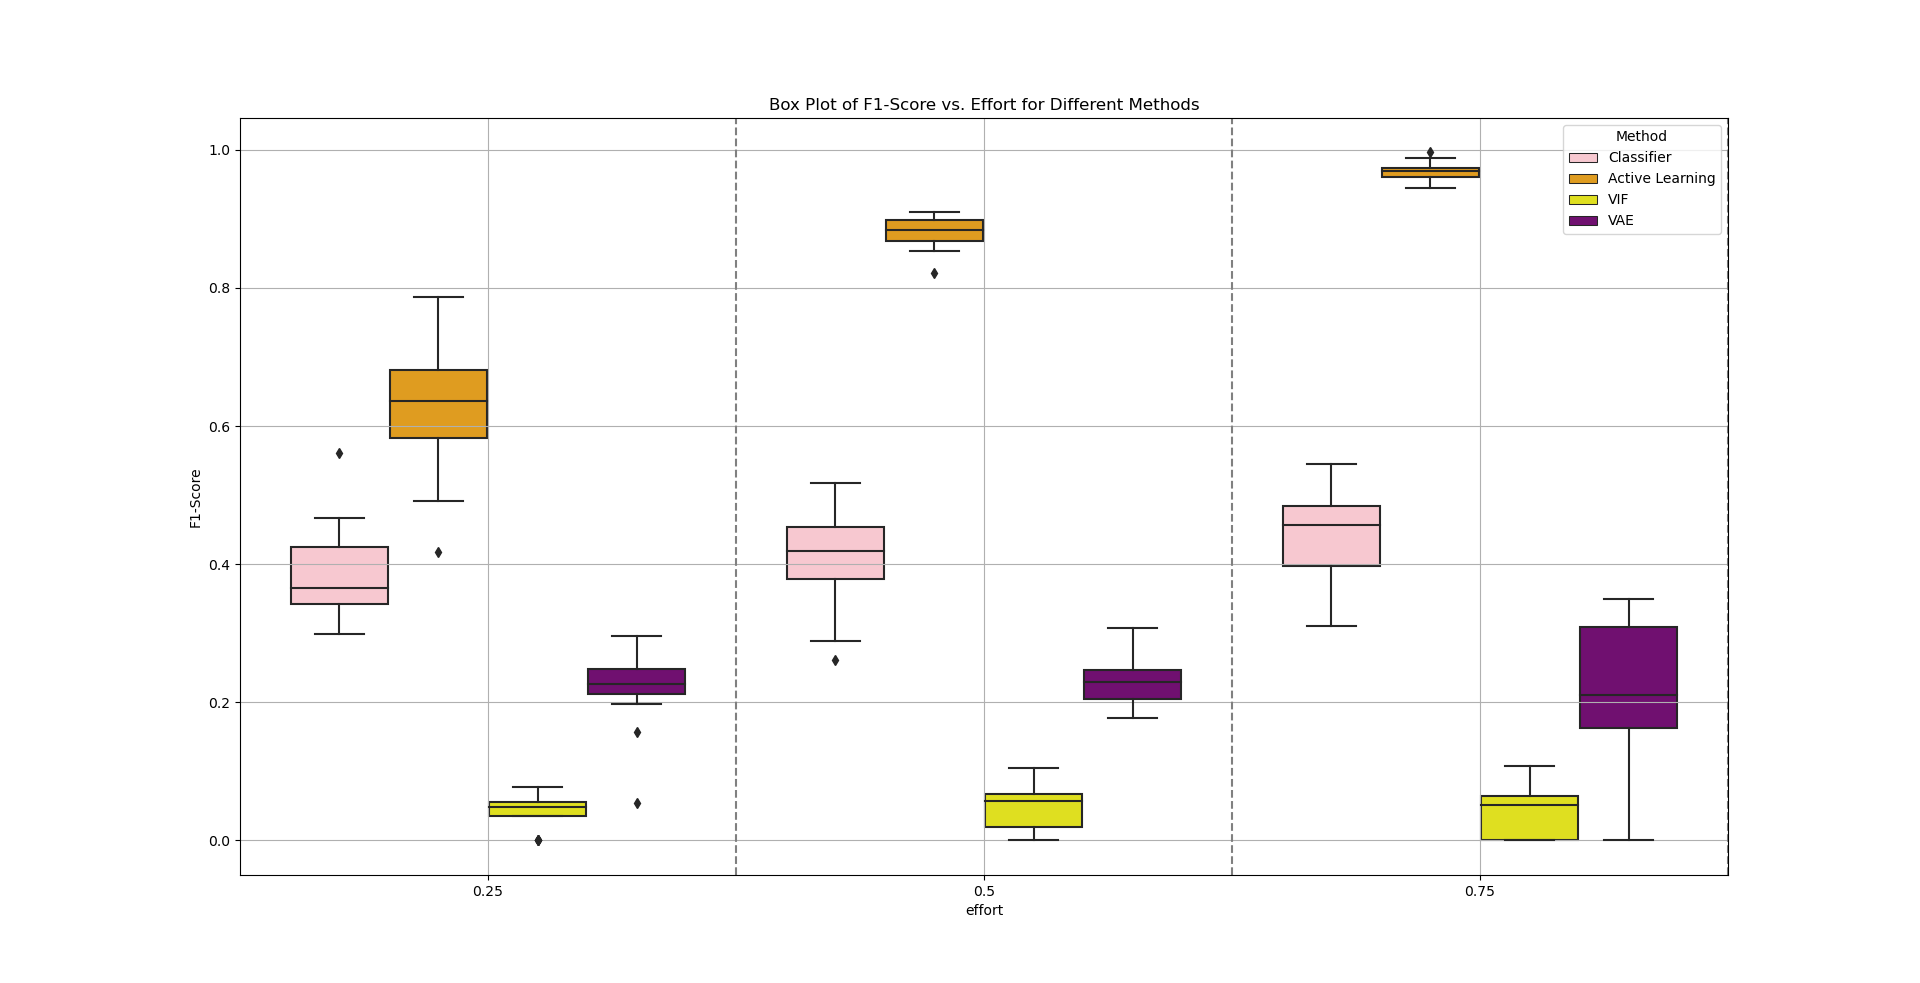 Box Plot of F1-Score vs. Effort for Different Methods
F1-Score
1.0
0.8
0.6
0.4
0.2
0.0
0.25
0.5
0.75
effort
Method
Classifier
Active Learning
VIF
VAE